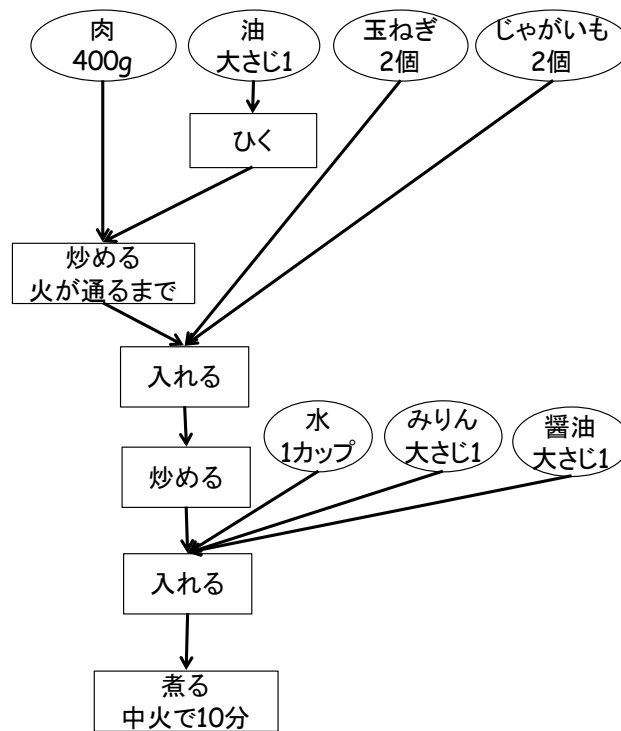 肉
400g
油
大さじ1
玉ねぎ
2個
じゃがいも
2個
ひく
炒める
火が通るまで
入れる
水
1カップ
みりん
大さじ1
醤油
大さじ1
炒める
入れる
煮る
中火で10分